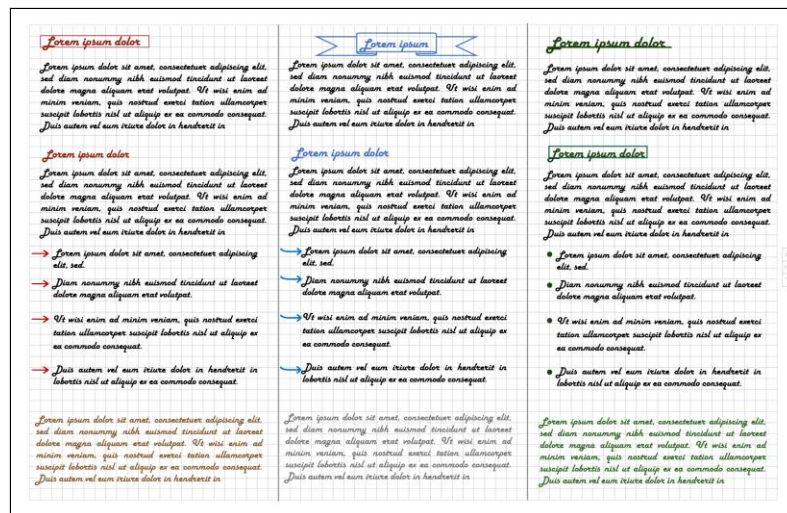 Lorem ipsum dolor
Lorem ipsum dolor sit amet, consectetuer adipiscing elit,
sed diam nonummy nibh euismod tincidunt ut laoreet
dolore magna aliquam erat volutpat. Ut wisi enim ad
minim veniam, quis nostrud exerci tation ullamcorper
suscipit lobortis nisl ut aliquip ex ea commodo consequat.
Duis autem vel eum iriure dolor in hendrerit in
Lorem ipsum dolor
Lorem ipsum dolor sit amet, consectetuer adipiscing elit,
sed diam nonummy nibh euismod tincidunt ut laoreet
dolore magna aliquam erat volutpat. Ut wisi enim ad
minim veniam, quis nostrud exerci tation ullamcorper
suscipit lobortis nisl ut aliquip ex ea commodo consequat.
Duis autem vel eum iriure dolor in hendrerit in
Lorem ipsum dolor sit amet, consectetuer adipiscing
elit, sed.
Diam nonummy nibh euismod tincidunt ut laoreet
dolore magna aliquam erat volutpat.
Ut wisi enim ad minim veniam, quis nostrud exerci
tation ullamcorper suscipit lobortis nisl ut aliquip ex
ea commodo consequat.
Duis autem vel eum iriure dolor in hendrerit in
lobortis nisl ut aliquip ex ea commodo consequat.
Lorem ipsum dolor sit amet, consectetuer adipiscing elit,
sed diam nonummy nibh euismod tincidunt ut laoreet
dolore magna aliquam erat volutpat. Ut wisi enim ad
minim veniam, quis nostrud exerci tation ullamcorper
suscipit lobortis nisl ut aliquip ex ea commodo consequat.
Duis autem vel eum iriure dolor in hendrerit in
Lorem ipsum
Lorem ipsum dolor sit amet, consectetuer adipiscing elit,
sed diam nonummy nibh euismod tincidunt ut laoreet
dolore magna aliquam erat volutpat. Ut wisi enim ad
minim veniam, quis nostrud exerci tation ullamcorper
suscipit lobortis nisl ut aliquip ex ea commodo consequat.
Duis autem vel eum iriure dolor in hendrerit in
Lorem ipsum dolor
Lorem ipsum dolor sit amet, consectetuer adipiscing elit,
sed diam nonummy nibh euismod tincidunt ut laoreet
dolore magna aliquam erat volutpat. Ut wisi enim ad
minim veniam, quis nostrud exerci tation ullamcorper
suscipit lobortis nisl ut aliquip ex ea commodo consequat.
Duis autem vel eum iriure dolor in hendrerit in
Lorem ipsum dolor sit amet, consectetuer adipiscing
elit, sed.
Diam nonummy nibh euismod tincidunt ut laoreet
dolore magna aliquam erat volutpat.
Ut wisi enim ad minim veniam, quis nostrud exerci
tation ullamcorper suscipit lobortis nisl ut aliquip ex
ea commodo consequat.
Duis autem vel eum iriure dolor in hendrerit in
lobortis nisl ut aliquip ex ea commodo consequat.
Lorem ipsum dolor sit amet, consectetuer adipiscing elit,
sed diam nonummy nibh euismod tincidunt ut laoreet
dolore magna aliquam erat volutpat. Ut wisi enim ad
minim veniam, quis nostrud exerci tation ullamcorper
suscipit lobortis nisl ut aliquip ex ea commodo consequat.
Duis autem vel eum iriure dolor in hendrerit in
Lorem ipsum dolor
Lorem ipsum dolor sit amet, consectetuer adipiscing elit,
sed diam nonummy nibh euismod tincidunt ut laoreet
dolore magna aliquam erat volutpat. Ut wisi enim ad
minim veniam, quis nostrud exerci tation ullamcorper
suscipit lobortis nisl ut aliquip ex ea commodo consequat.
Duis autem vel eum iriure dolor in hendrerit in
Lorem ipsum dolor
Lorem ipsum dolor sit amet, consectetuer adipiscing elit,
sed diam nonummy nibh euismod tincidunt ut laoreet
dolore magna aliquam erat volutpat. Ut wisi enim ad
minim veniam, quis nostrud exerci tation ullamcorper
suscipit lobortis nisl ut aliquip ex ea commodo consequat.
Duis autem vel eum iriure dolor in hendrerit in
Lorem ipsum dolor sit amet, consectetuer adipiscing
elit, sed.
Diam nonummy nibh euismod tincidunt ut laoreet
dolore magna aliquam erat volutpat.
Ut wisi enim ad minim veniam, quis nostrud exerci
tation ullamcorper suscipit lobortis nisl ut aliquip ex
ea commodo consequat.
Duis autem vel eum iriure dolor in hendrerit in
lobortis nisl ut aliquip ex ea commodo consequat.
Lorem ipsum dolor sit amet, consectetuer adipiscing elit,
sed diam nonummy nibh euismod tincidunt ut laoreet
dolore magna aliquam erat volutpat. Ut wisi enim ad
minim veniam, quis nostrud exerci tation ullamcorper
suscipit lobortis nisl ut aliquip ex ea commodo consequat.
Duis autem vel eum iriure dolor in hendrerit in